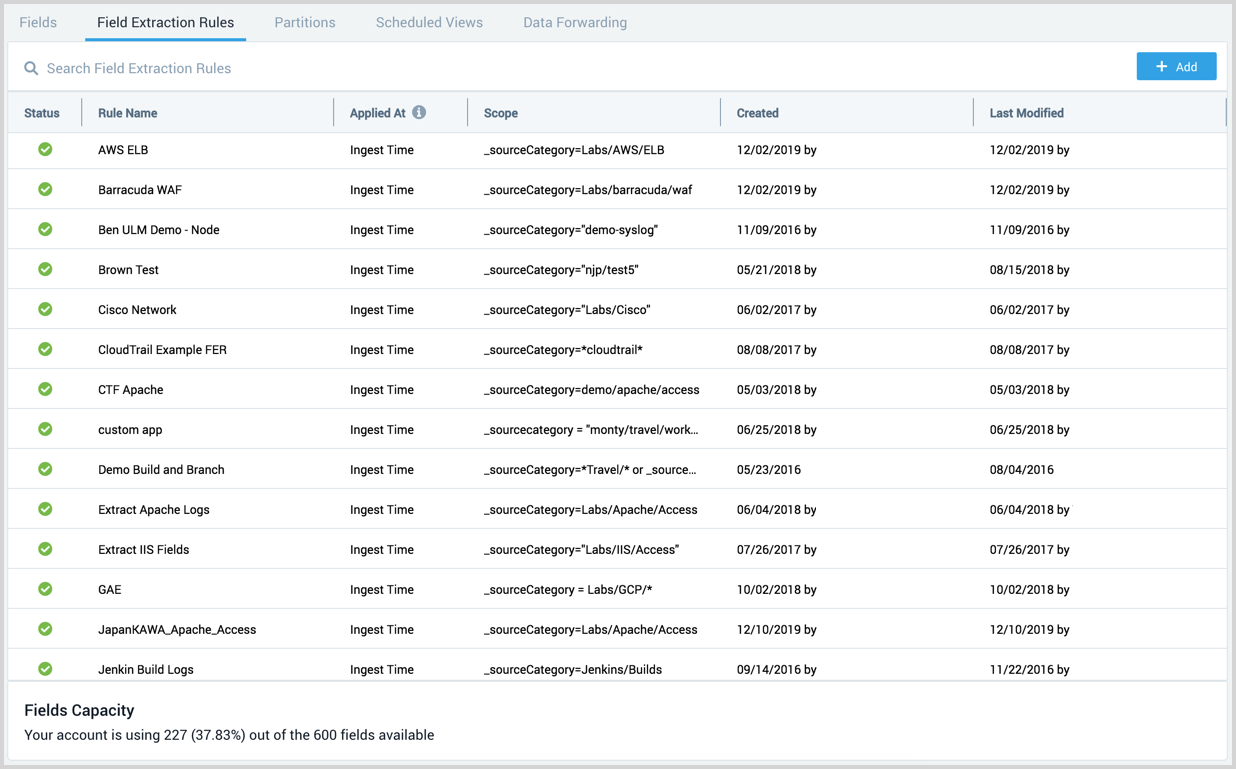 Fields Field Extraction Rules Partitions Scheduled Views Data Forwarding
Search Field Extraction Rules + Add
Status Rule Name Applied At Scope Created Last Modified
AWS ELB Ingest Time _sourceCategory=Labs/AWS/ELB 12/02/2019 by 12/02/2019 by
Barracuda WAF Ingest Time _sourceCategory=Labs/barracuda/waf 12/02/2019 by 12/02/2019 by
Ben ULM Demo - Node Ingest Time _sourceCategory="demo-syslog" 11/09/2016 by 11/09/2016 by
Brown Test Ingest Time _sourceCategory="njp/test5" 05/21/2018 by 08/15/2018 by
Cisco Network Ingest Time _sourceCategory="Labs/Cisco" 06/02/2017 by 06/02/2017 by
CloudTrail Example FER Ingest Time _sourceCategory=*cloudtrail* 08/08/2017 by 08/08/2017 by
CTF Apache Ingest Time _sourceCategory=demo/apache/access 05/03/2018 by 05/03/2018 by
custom app Ingest Time _sourcecategory = "monty/travel/work... 06/25/2018 by 06/25/2018 by
Demo Build and Branch Ingest Time _sourceCategory=*Travel/* or _source... 05/23/2016 08/04/2016
Extract Apache Logs Ingest Time _sourceCategory=Labs/Apache/Access 06/04/2018 by 06/04/2018 by
Extract IIS Fields Ingest Time _sourceCategory="Labs/IIS/Access" 07/26/2017 by 07/26/2017 by
GAE Ingest Time _sourceCategory = Labs/GCP/* 10/02/2018 by 10/02/2018 by
JapanKAWA_Apache_Access Ingest Time _sourceCategory=Labs/Apache/Access 12/10/2019 by 12/10/2019 by
Jenkin Build Logs Ingest Time _sourceCategory=Jenkins/Builds 09/14/2016 by 11/22/2016 by
Fields Capacity
Your account is using 227 (37.83%) out of the 600 fields available